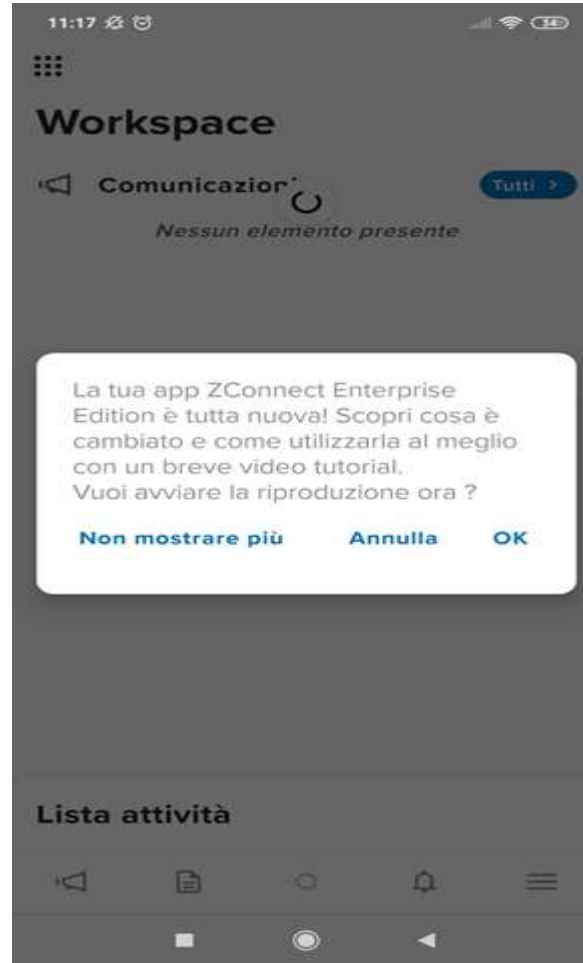 11:17
34
Workspace
Comunicazioni
Tutti >
Nessun elemento presente
La tua app ZConnect Enterprise
Edition è tutta nuova! Scopri cosa è
cambiato e come utilizzarla al meglio
con un breve video tutorial.
Vuoi avviare la riproduzione ora ?
Non mostrare più Annulla OK
Lista attività